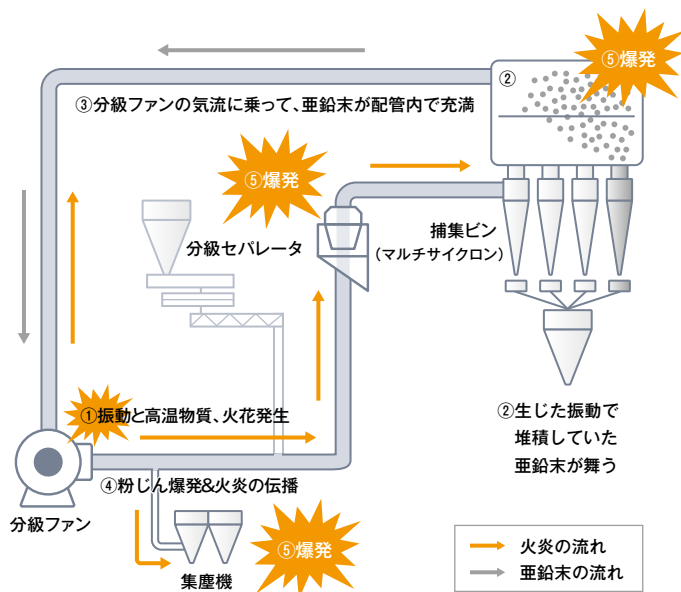 ②
⑤爆発
③分級ファンの気流に乗って、亜鉛末が配管内で充満
⑤爆発
分級セパレータ
捕集ビン
(マルチサイクロン)
①振動と高温物質、火花発生
②生じた振動で
堆積していた
亜鉛末が舞う
④粉じん爆発&火炎の伝播
分級ファン
⑤爆発
集塵機
火炎の流れ
亜鉛末の流れ